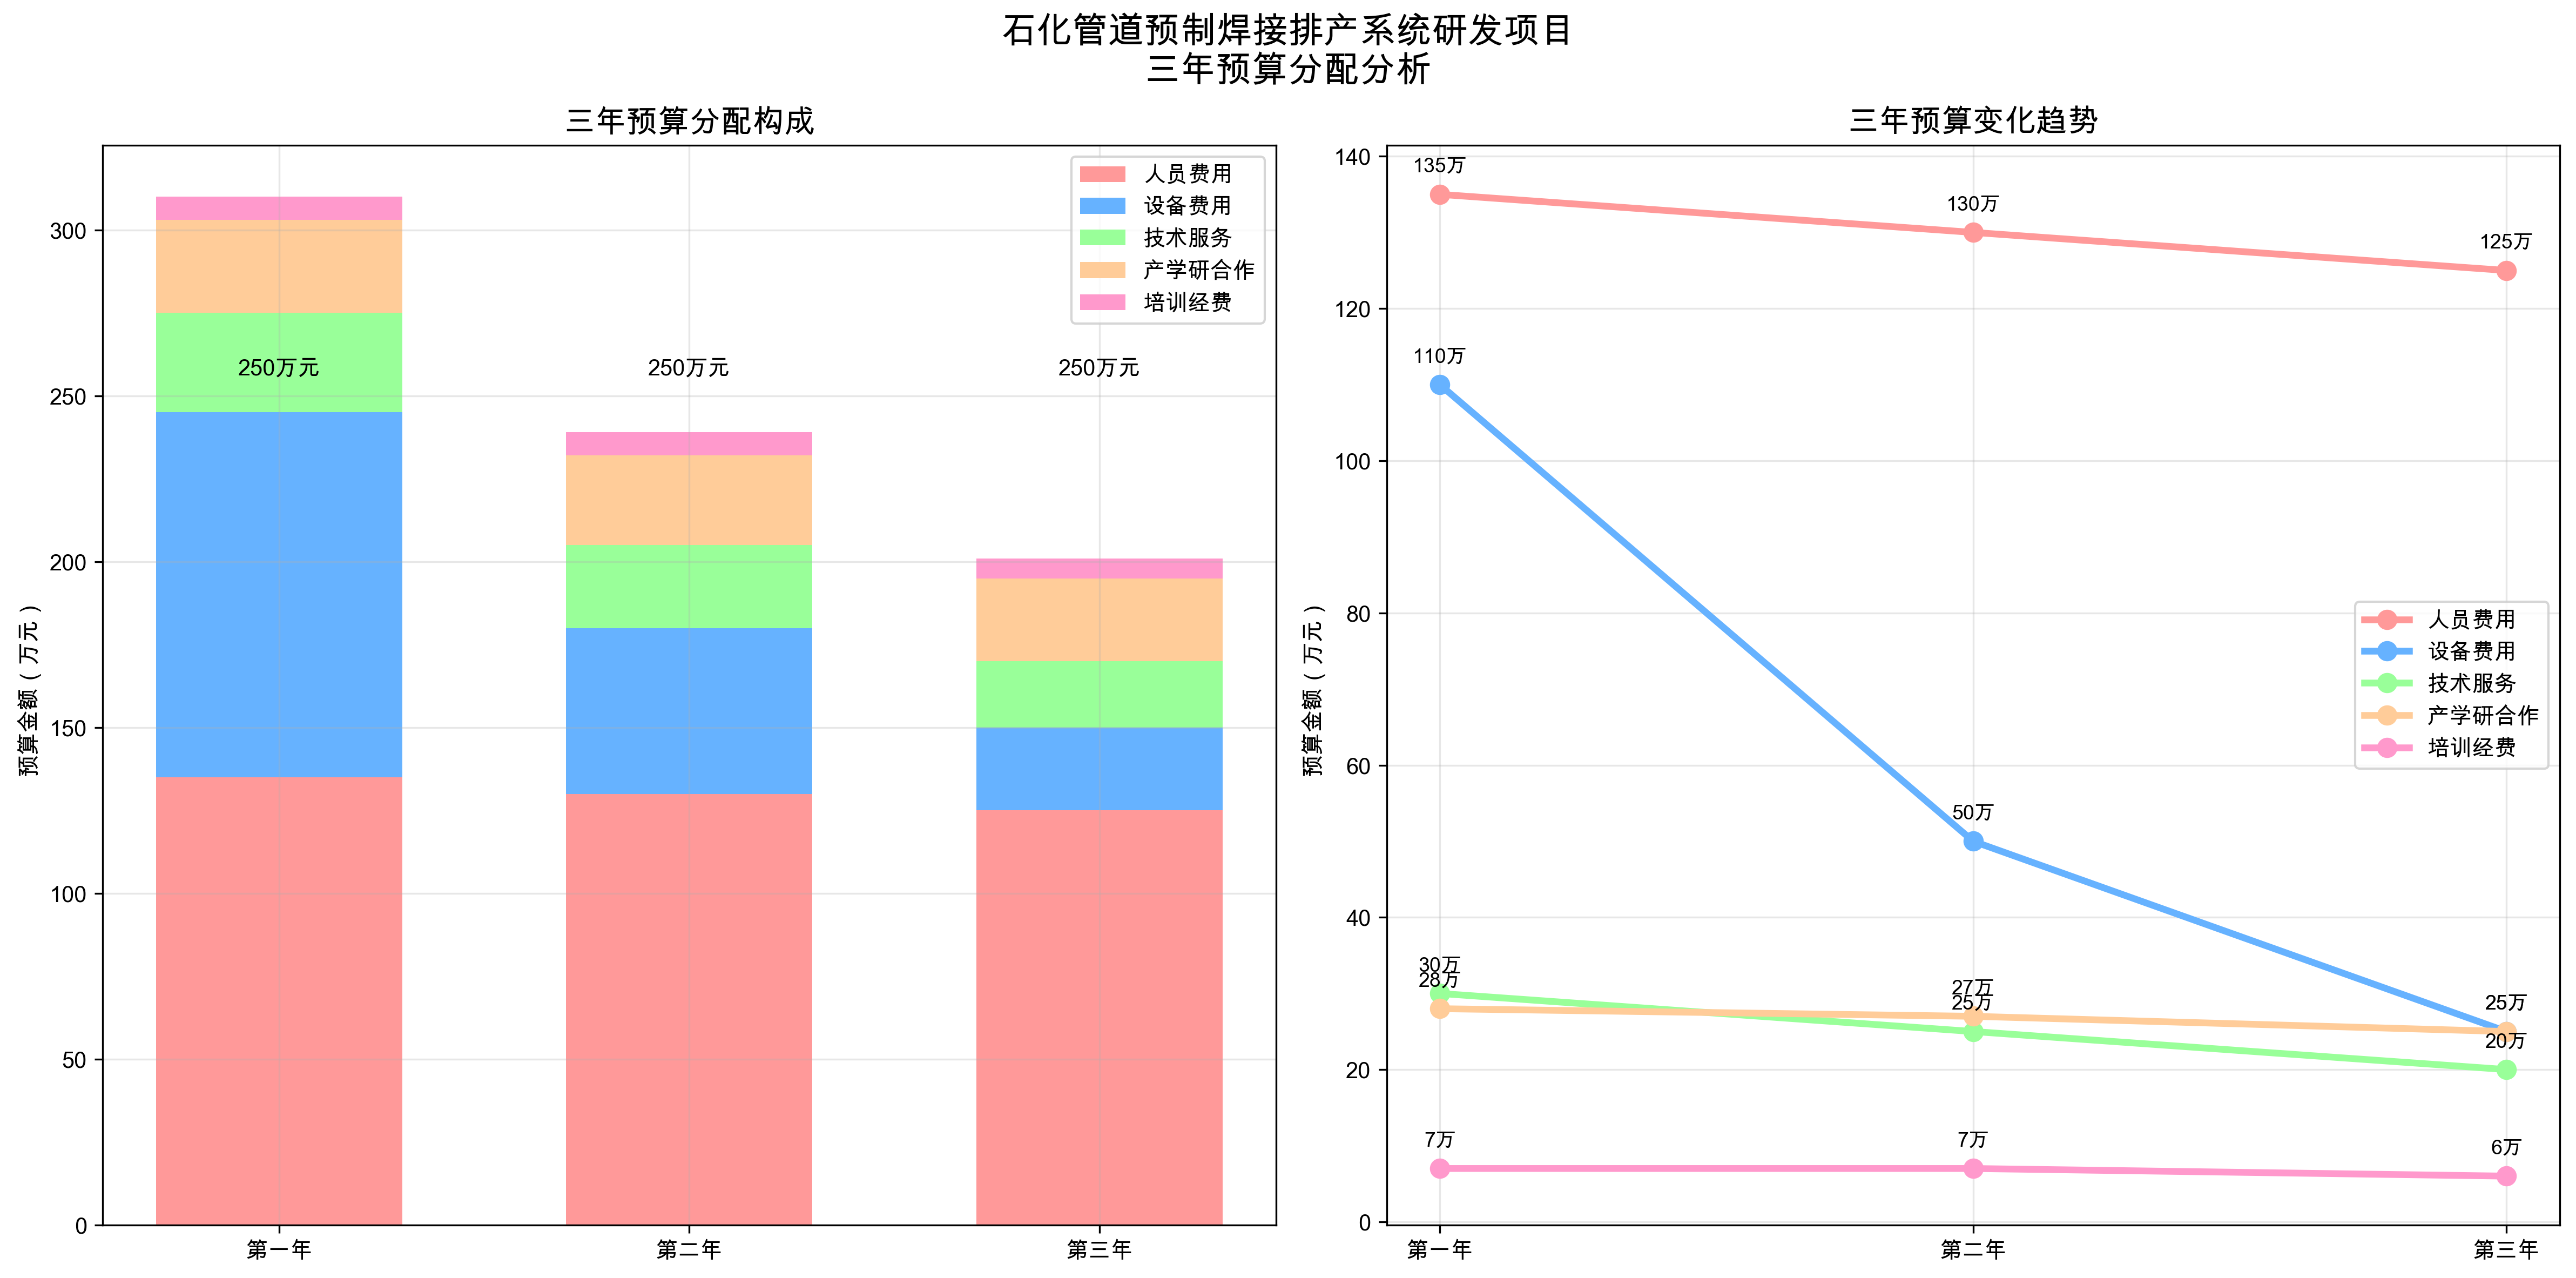 石化管道预制焊接排产系统研发项目
三年预算分配分析
三年预算分配构成
预算金额（万元）
300
250
200
150
100
50
0
250万元
250万元
250万元
人员费用
设备费用
技术服务
产学研合作
培训经费
第一年
第二年
第三年
三年预算变化趋势
预算金额（万元）
140
120
100
80
60
40
20
0
135万
130万
125万
110万
50万
25万
30万
28万
27万
25万
20万
7万
7万
6万
人员费用
设备费用
技术服务
产学研合作
培训经费
第一年
第二年
第三年